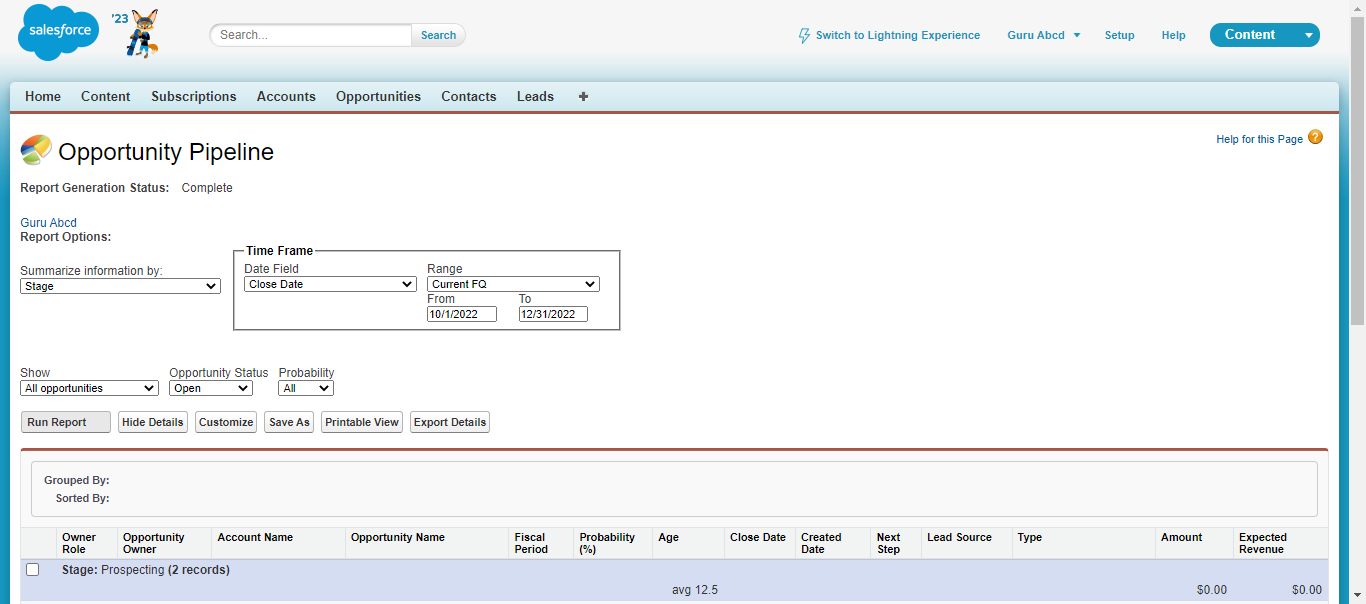 salesforce
'23
Search...
Search
Switch to Lightning Experience
Guru Abcd
Setup
Help
Content
Home Content Subscriptions Accounts Opportunities Contacts Leads +
Help for this Page ?
Opportunity Pipeline
Report Generation Status: Complete
Guru Abcd
Report Options:
Time Frame
Summarize information by:
Stage
Date Field
Close Date
Range
Current FQ
From
10/1/2022
To
12/31/2022
Show
All opportunities
Opportunity Status
Open
Probability
All
Run Report Hide Details Customize Save As Printable View Export Details
Grouped By:
Sorted By:
Owner Role
Opportunity Owner
Account Name
Opportunity Name
Fiscal Period
Probability (%)
Age
Close Date
Created Date
Next Step
Lead Source
Type
Amount
Expected Revenue
Stage: Prospecting (2 records)
avg 12.5 $0.00 $0.00